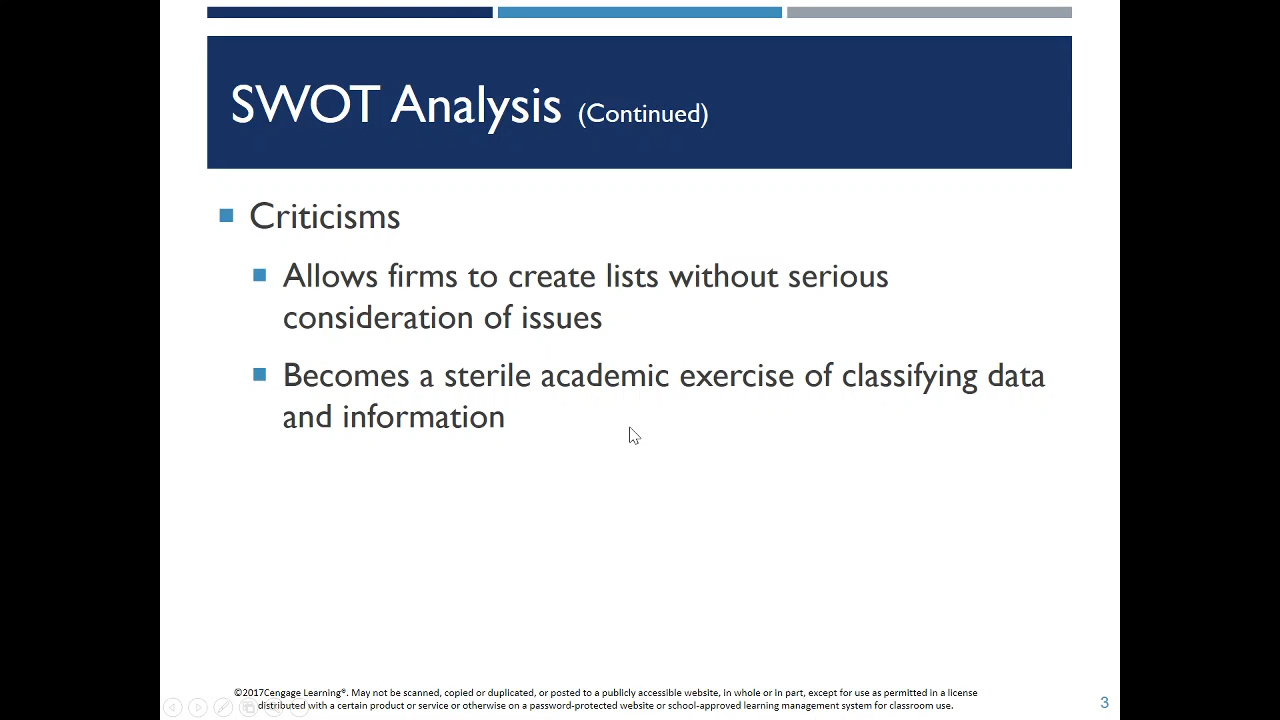 SWOT Analysis (Continued)
Criticisms
Allows firms to create lists without serious
consideration of issues
Becomes a sterile academic exercise of classifying data
and information
©2017Cengage Learning®. May not be scanned, copied or duplicated, or posted to a publicly accessible website, in whole or in part, except for use as permitted in a license
distributed with a certain product or service or otherwise on a password-protected website or school-approved learning management system for classroom use.
3